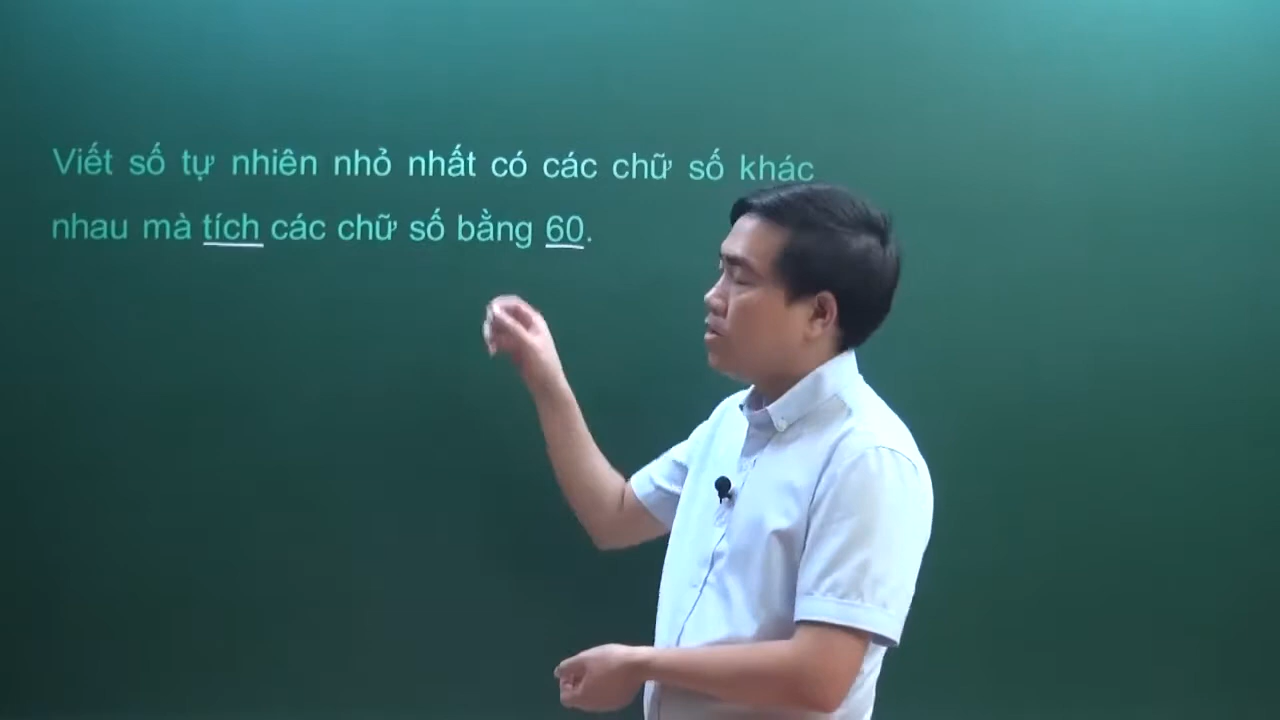 Viết số tự nhiên nhỏ nhất có các chữ số khác
nhau mà tích các chữ số bằng 60.